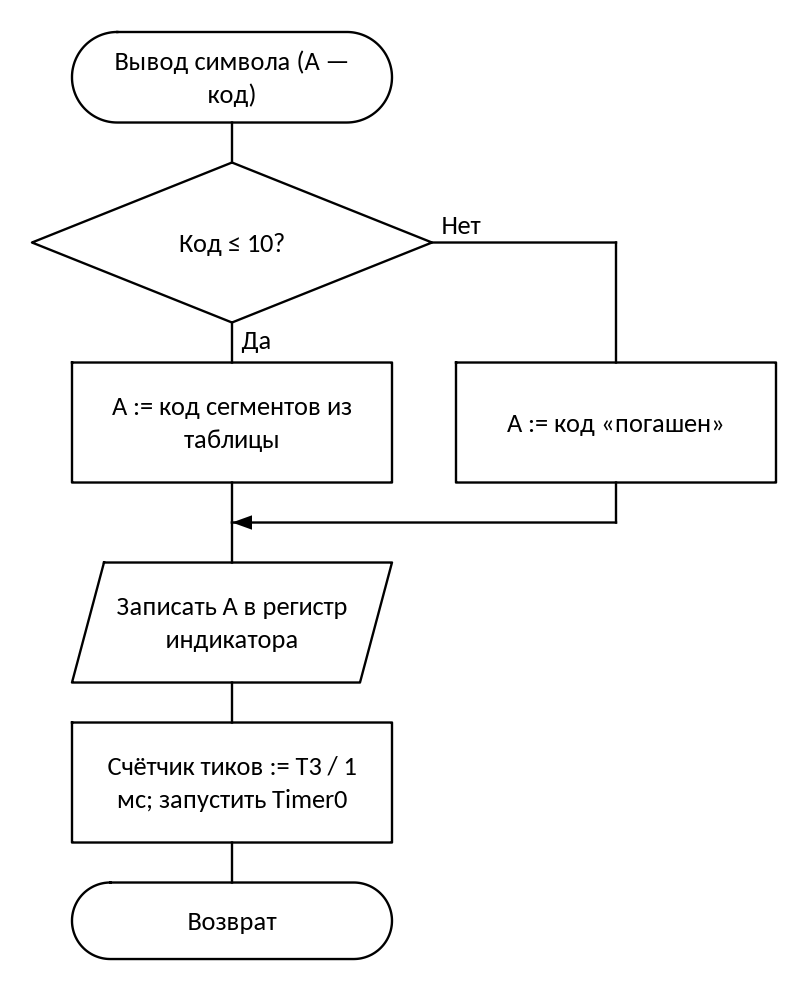 Вывод символа (А —
код)
Код ≤ 10?
Нет
Да
А := код сегментов из
таблицы
А := код «погашен»
Записать А в регистр
индикатора
Счётчик тиков := Т3 / 1
мс; запустить Timer0
Возврат